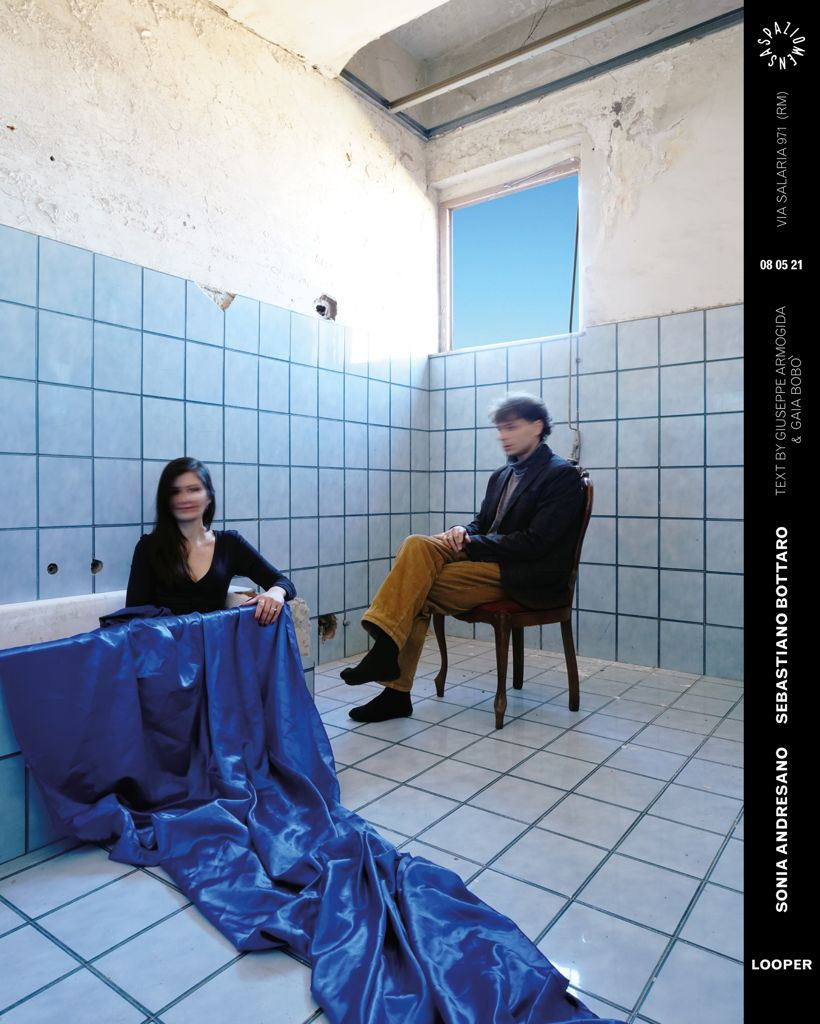 SPAZIOMENSA
VIA SALARIA 971 (RM)
08 05 21
TEXT BY GIUSEPPE ARMOGIDA
& GAIA BOBÒ
SEBASTIANO BOTTARO
SONIA ANDRESANO
LOOPER